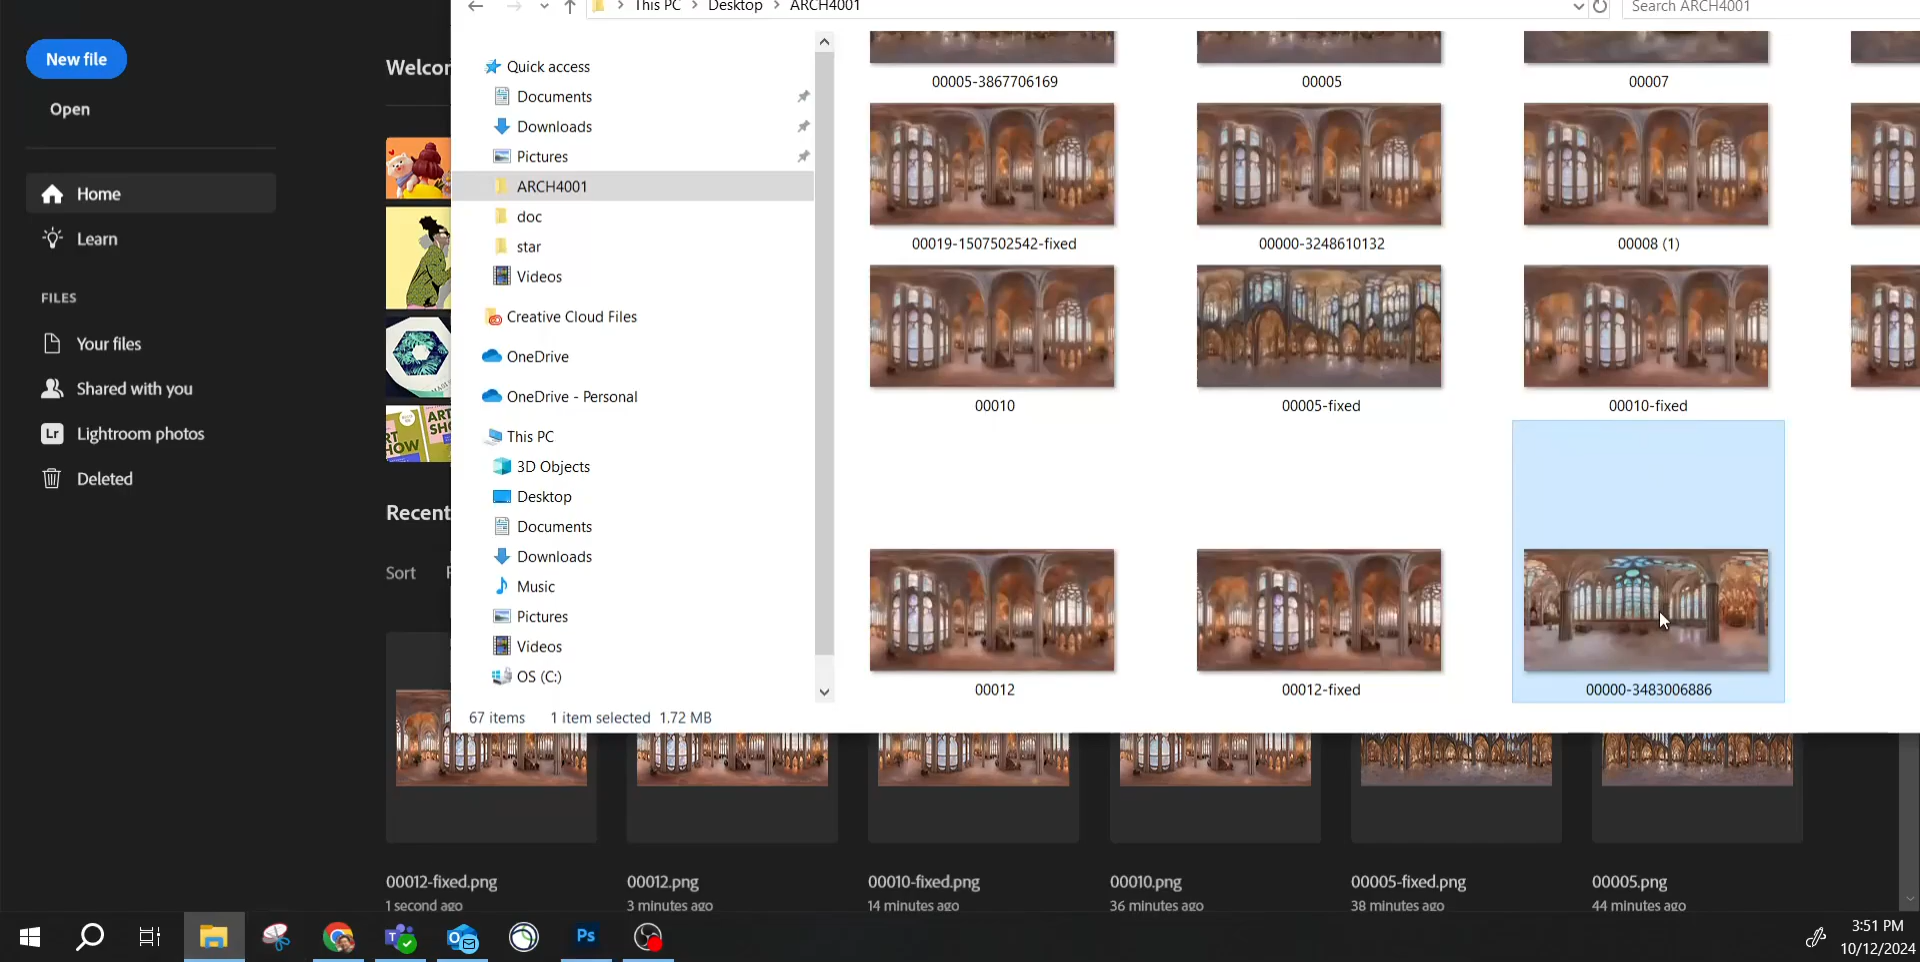 This PC > Desktop > ARCH4001
Search ARCH4001
New file
Open
Home
Learn
FILES
Your files
Shared with you
Lr Lightroom photos
Deleted
Recent
Sort
Quick access
Documents
Downloads
Pictures
ARCH4001
doc
star
Videos
Creative Cloud Files
OneDrive
OneDrive - Personal
This PC
3D Objects
Desktop
Documents
Downloads
Music
Pictures
Videos
OS (C:)
67 items 1 item selected 1.72 MB
00005-3867706169
00005
00007
00019-1507502542-fixed
00000-3248610132
00008 (1)
00010
00005-fixed
00010-fixed
00012
00012-fixed
00000-3483006886
00012-fixed.png
1 second ago
00012.png
3 minutes ago
00010-fixed.png
14 minutes ago
00010.png
36 minutes ago
00005-fixed.png
38 minutes ago
00005.png
44 minutes ago
Ps
3:51 PM
10/12/2024